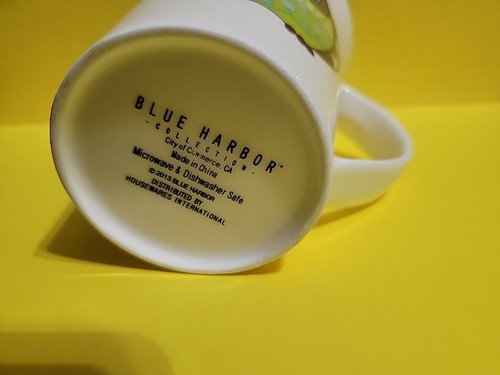 BLUE HARBOR™
-COLLECTION-
City of Commerce, CA
Made in China
Microwave & Dishwasher Safe
© 2013 BLUE HARBOR
DISTRIBUTED BY
HOUSEWARES INTERNATIONAL